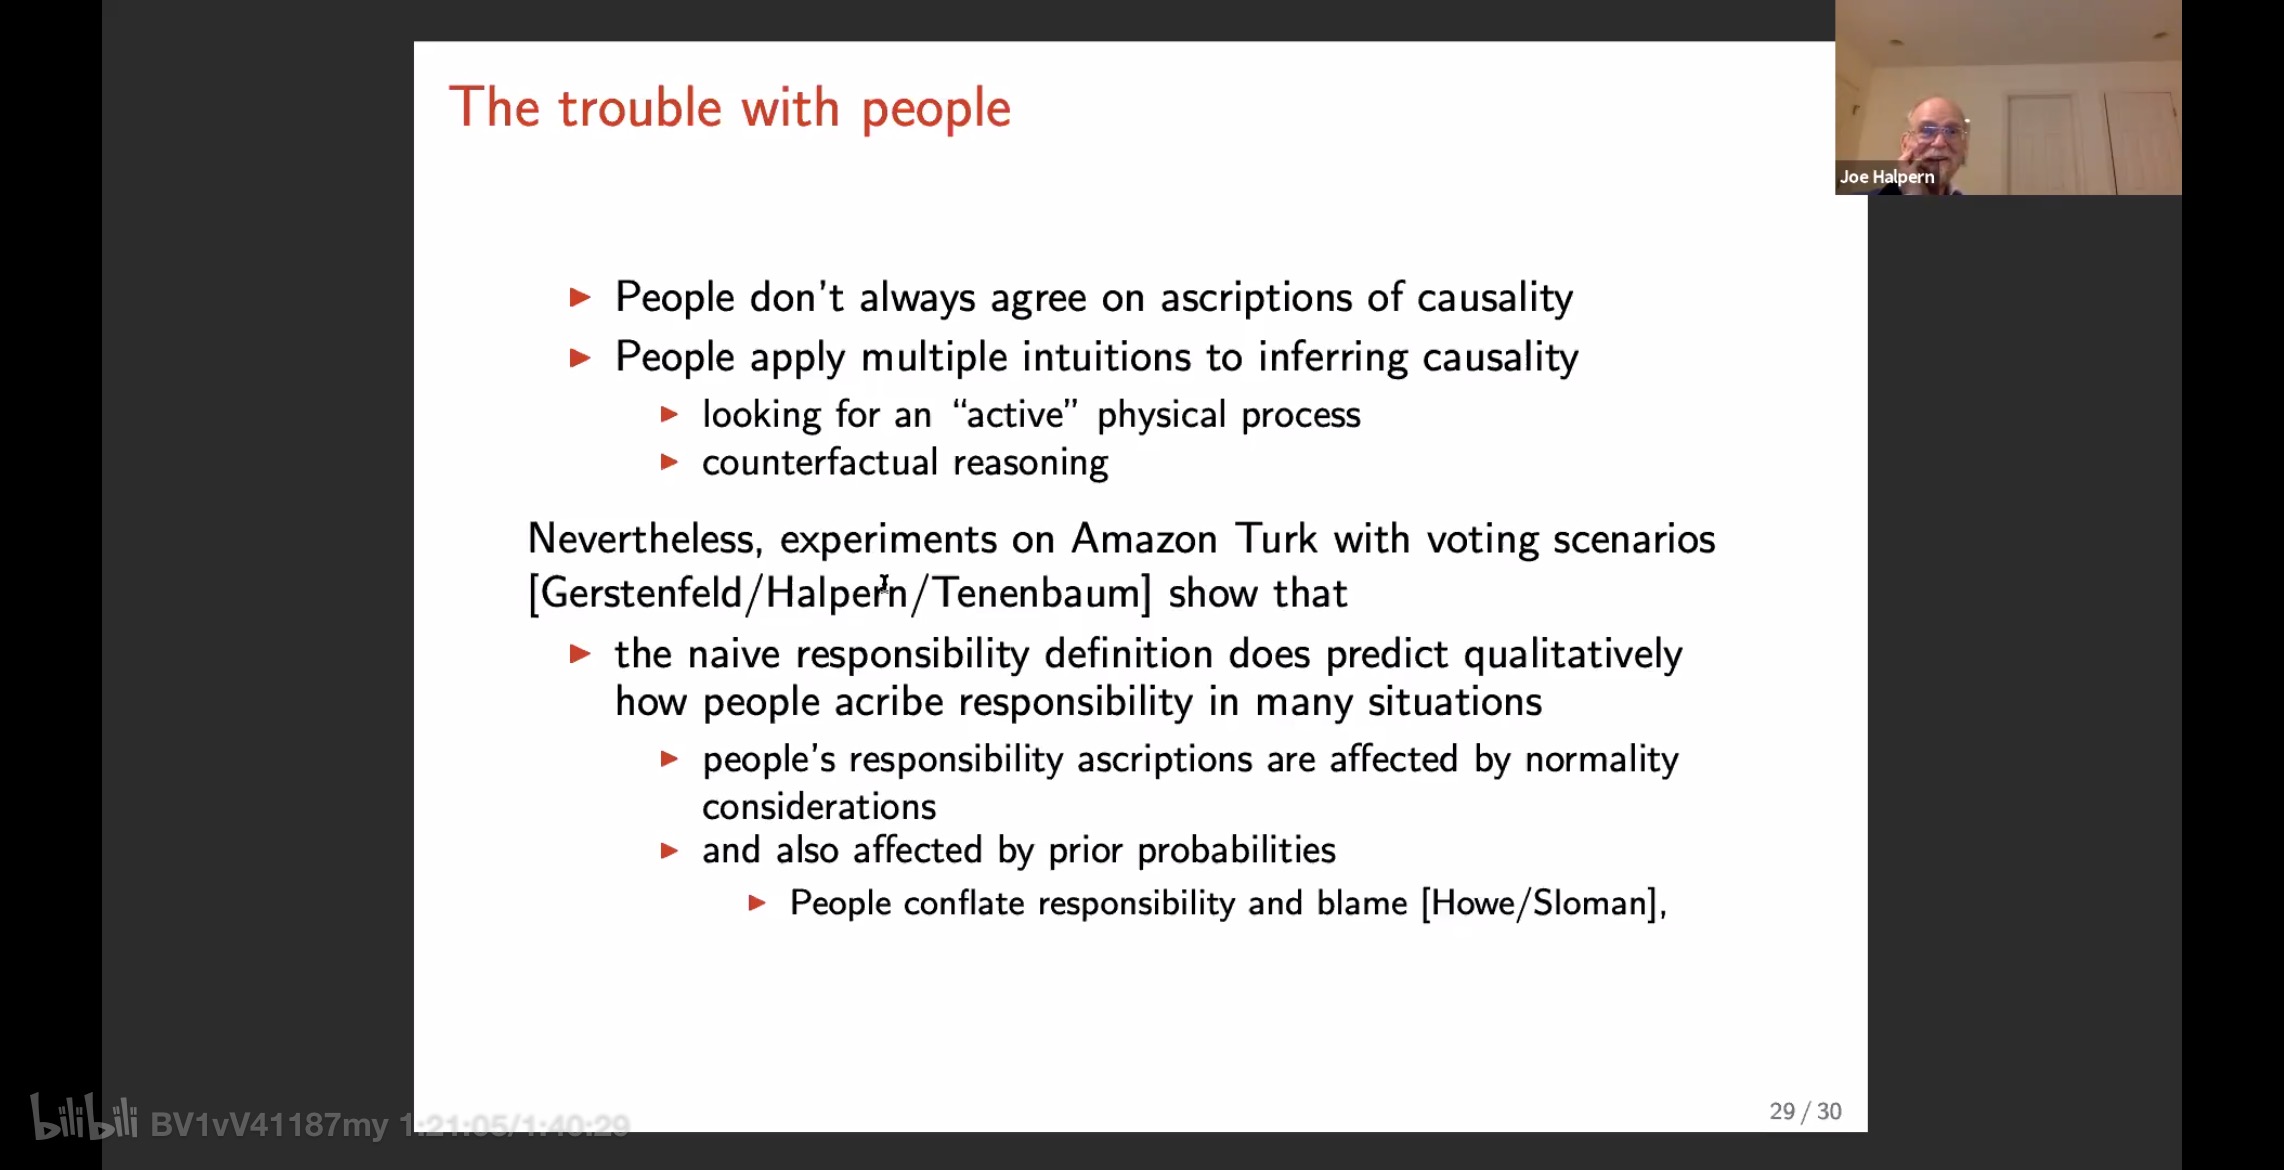 The trouble with people
Joe Halpern
▶ People don't always agree on ascriptions of causality
▶ People apply multiple intuitions to inferring causality
▶ looking for an “active” physical process
▶ counterfactual reasoning
Nevertheless, experiments on Amazon Turk with voting scenarios
[Gerstenfeld/Halpern/Tenenbaum] show that
▶ the naive responsibility definition does predict qualitatively
how people acribe responsibility in many situations
▶ people's responsibility ascriptions are affected by normality
considerations
▶ and also affected by prior probabilities
▶ People conflate responsibility and blame [Howe/Sloman],
29 / 30
bilibili BV1vV41187my 1:21:05/1:40:29